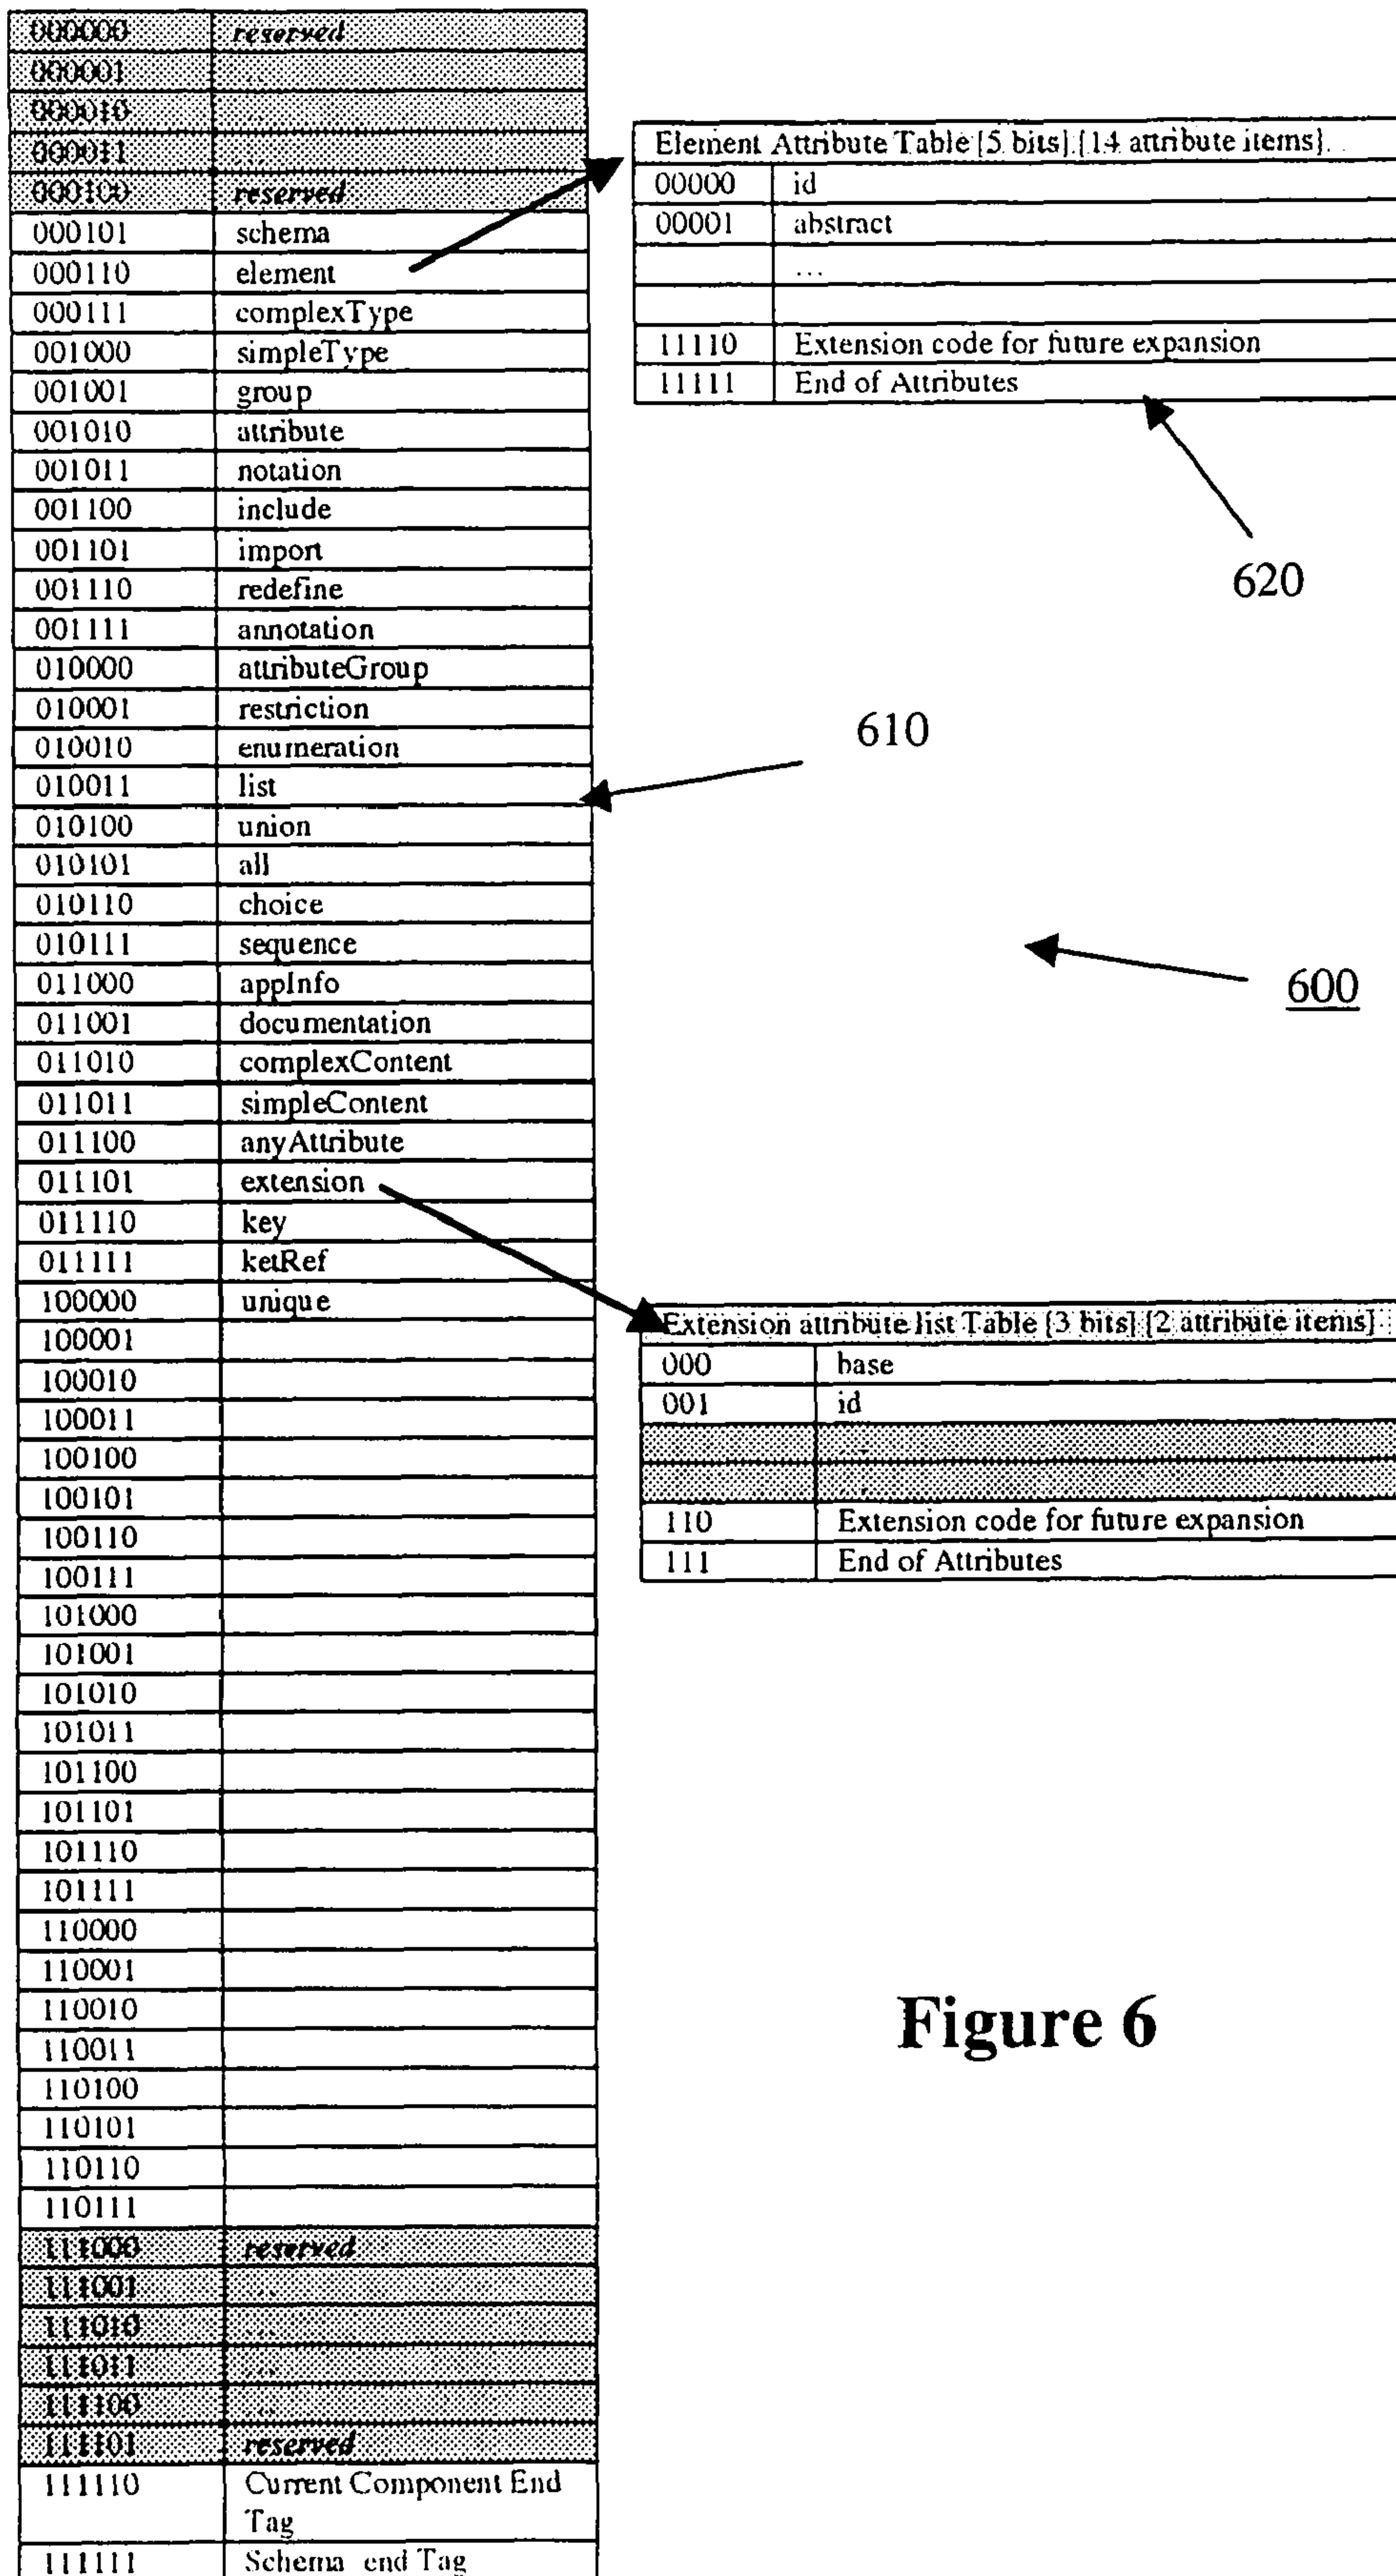 000000 reserved
000001 ...
000010 ...
000011 ...
000100 reserved
000101 schema
000110 element
000111 complexType
001000 simpleType
001001 group
001010 attribute
001011 notation
001100 include
001101 import
001110 redefine
001111 annotation
010000 attributeGroup
010001 restriction
010010 enumeration
010011 list
010100 union
010101 all
010110 choice
010111 sequence
011000 appInfo
011001 documentation
011010 complexContent
011011 simpleContent
011100 anyAttribute
011101 extension
011110 key
011111 ketRef
100000 unique
100001
100010
100011
100100
100101
100110
100111
101000
101001
101010
101011
101100
101101
101110
101111
110000
110001
110010
110011
110100
110101
110110
110111
111000 reserved
111001 ...
111010 ...
111011 ...
111100 ...
111101 reserved
111110 Current Component End
Tag
111111 Schema end Tag
Element Attribute Table [5 bits] [14 attribute items]
00000 id
00001 abstract
...
11110 Extension code for future expansion
11111 End of Attributes
620
610
600
Extension attribute list Table [3 bits] [2 attribute items]
000 base
001 id
...
110 Extension code for future expansion
111 End of Attributes
Figure 6